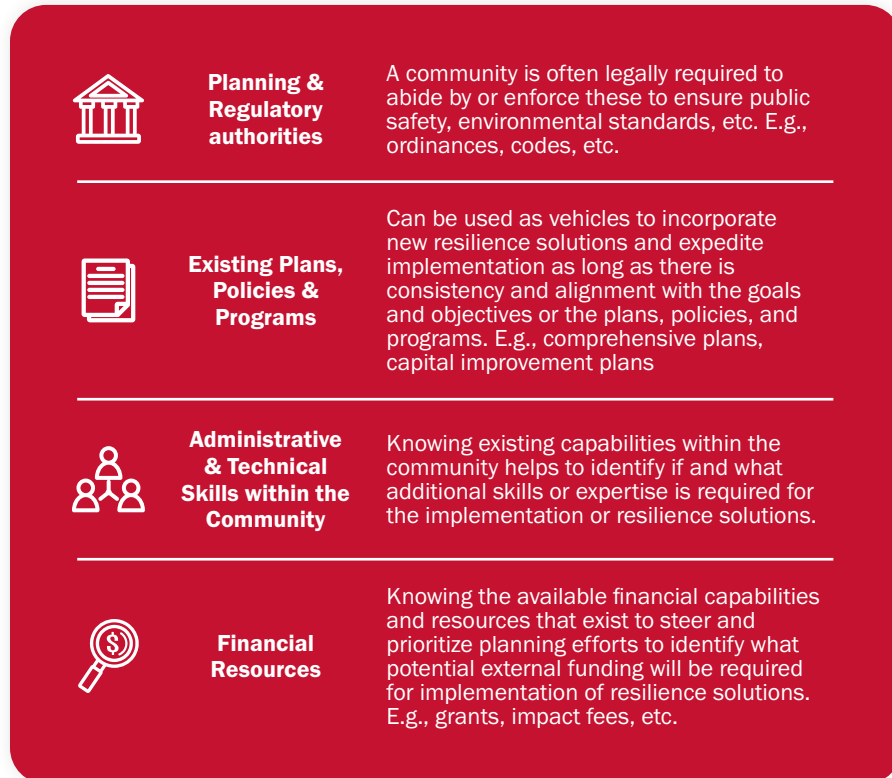 Planning &
Regulatory
authorities
A community is often legally required to
abide by or enforce these to ensure public
safety, environmental standards, etc. E.g.,
ordinances, codes, etc.
Existing Plans,
Policies &
Programs
Can be used as vehicles to incorporate
new resilience solutions and expedite
implementation as long as there is
consistency and alignment with the goals
and objectives or the plans, policies, and
programs. E.g., comprehensive plans,
capital improvement plans
Administrative
& Technical
Skills within the
Community
Knowing existing capabilities within the
community helps to identify if and what
additional skills or expertise is required for
the implementation or resilience solutions.
$
Financial
Resources
Knowing the available financial capabilities
and resources that exist to steer and
prioritize planning efforts to identify what
potential external funding will be required
for implementation of resilience solutions.
E.g., grants, impact fees, etc.